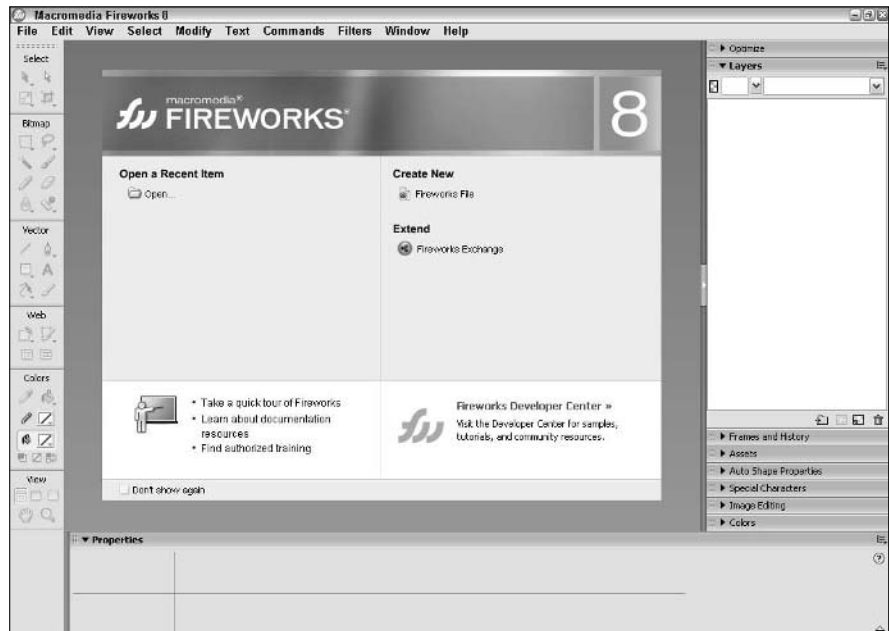 Macromedia Fireworks 8
File Edit View Select Modify Text Commands Filters Window Help
Select
Bitmap
Vector
A
Web
Colors
View
macromedia®
FIREWORKS®
8
Open a Recent Item
Open...
Create New
Fireworks File
Extend
Fireworks Exchange
• Take a quick tour of Fireworks
• Learn about documentation
resources
• Find authorized training
Fireworks Developer Center »
Visit the Developer Center for samples,
tutorials, and community resources.
Don't show again
Optimize
Layers
Frames and History
Assets
Auto Shape Properties
Special Characters
Image Editing
Colors
Properties
?